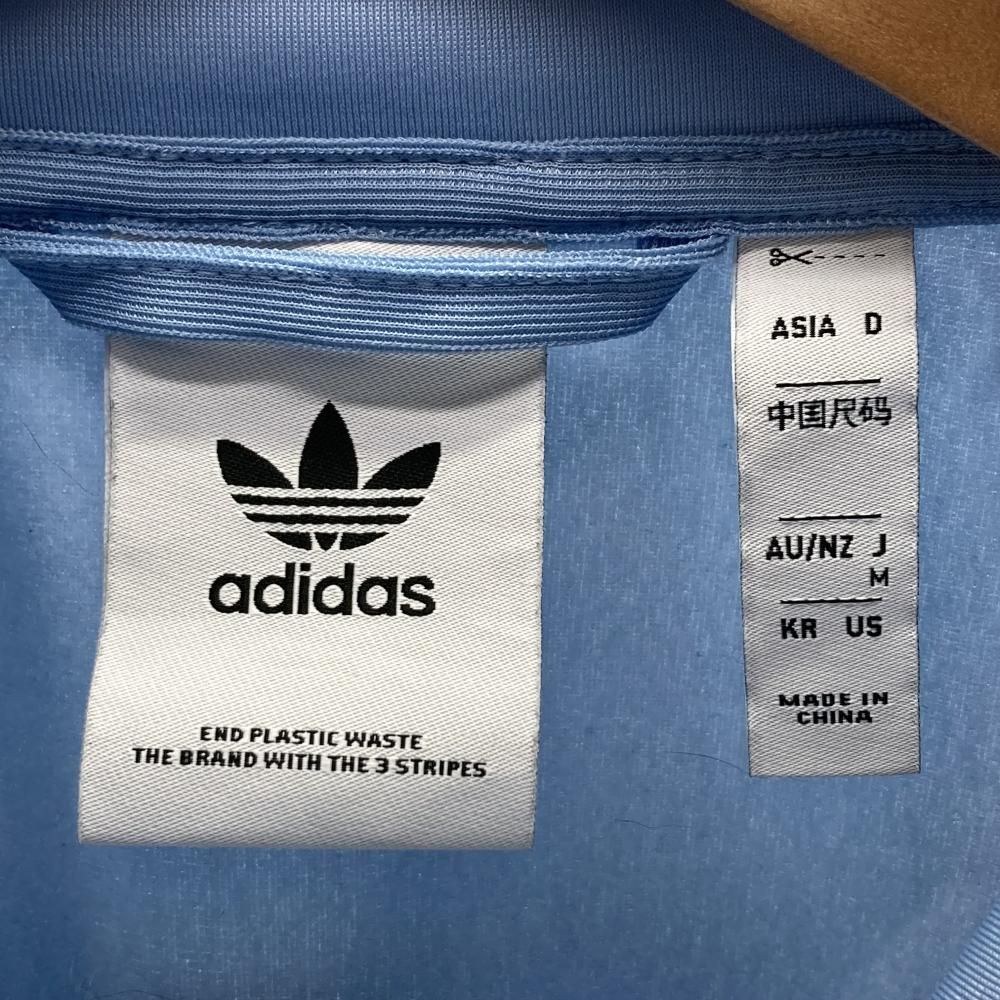 adidas
END PLASTIC WASTE
THE BRAND WITH THE 3 STRIPES
ASIA D
中国尺码
AU/NZ J
M
KR US
MADE IN
CHINA